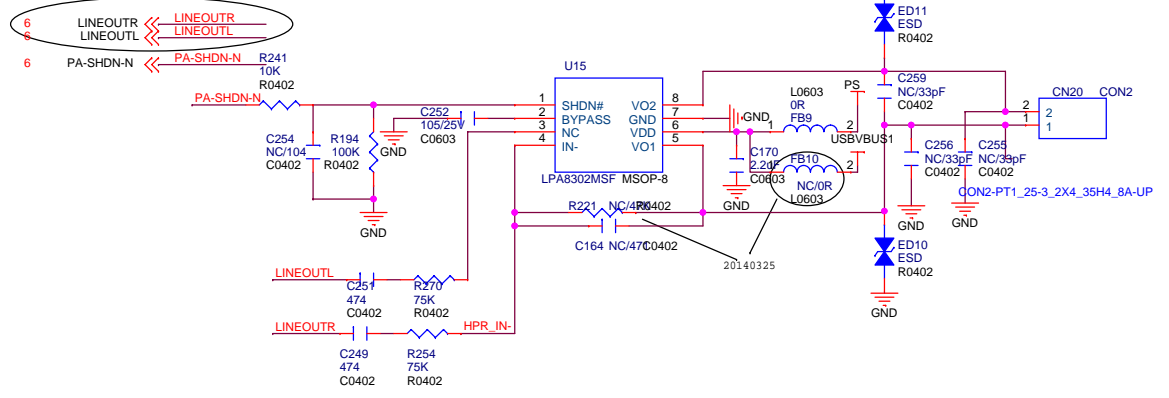 6 LINEOUTR LINEOUTR
6 LINEOUTL LINEOUTL
6 PA-SHDN-N PA-SHDN-N
R241
10K
R0402
PA-SHDN-N
C254
NC/104
C0402
R194
100K
R0402
GND
GND
C252
105/25V
C0603
U15
1 SHDN# VO2 8
2 BYPASS GND 7
3 NC VDD 6
4 IN- VO1 5
LPA8302MSF MSOP-8
GND
C170
2.2uF
C0603
GND
L0603
0R
FB9
1 2
PS
USBVBUS1
FB10
1 2
NC/0R
L0603
ED11
ESD
R0402
C259
NC/33pF
C0402
CN20 CON2
2 2
1 1
C256
NC/33pF
C0402
C255
NC/33pF
C0402
CON2-PT1_25-3_2X4_35H4_8A-UP
GND
GND
ED10
ESD
R0402
GND
R221 R0402
C164 NC/471 C0402
20140325
LINEOUTL
C251
474
C0402
R270
75K
R0402
LINEOUTR
C249
474
C0402
R254
75K
R0402
HPR_IN-